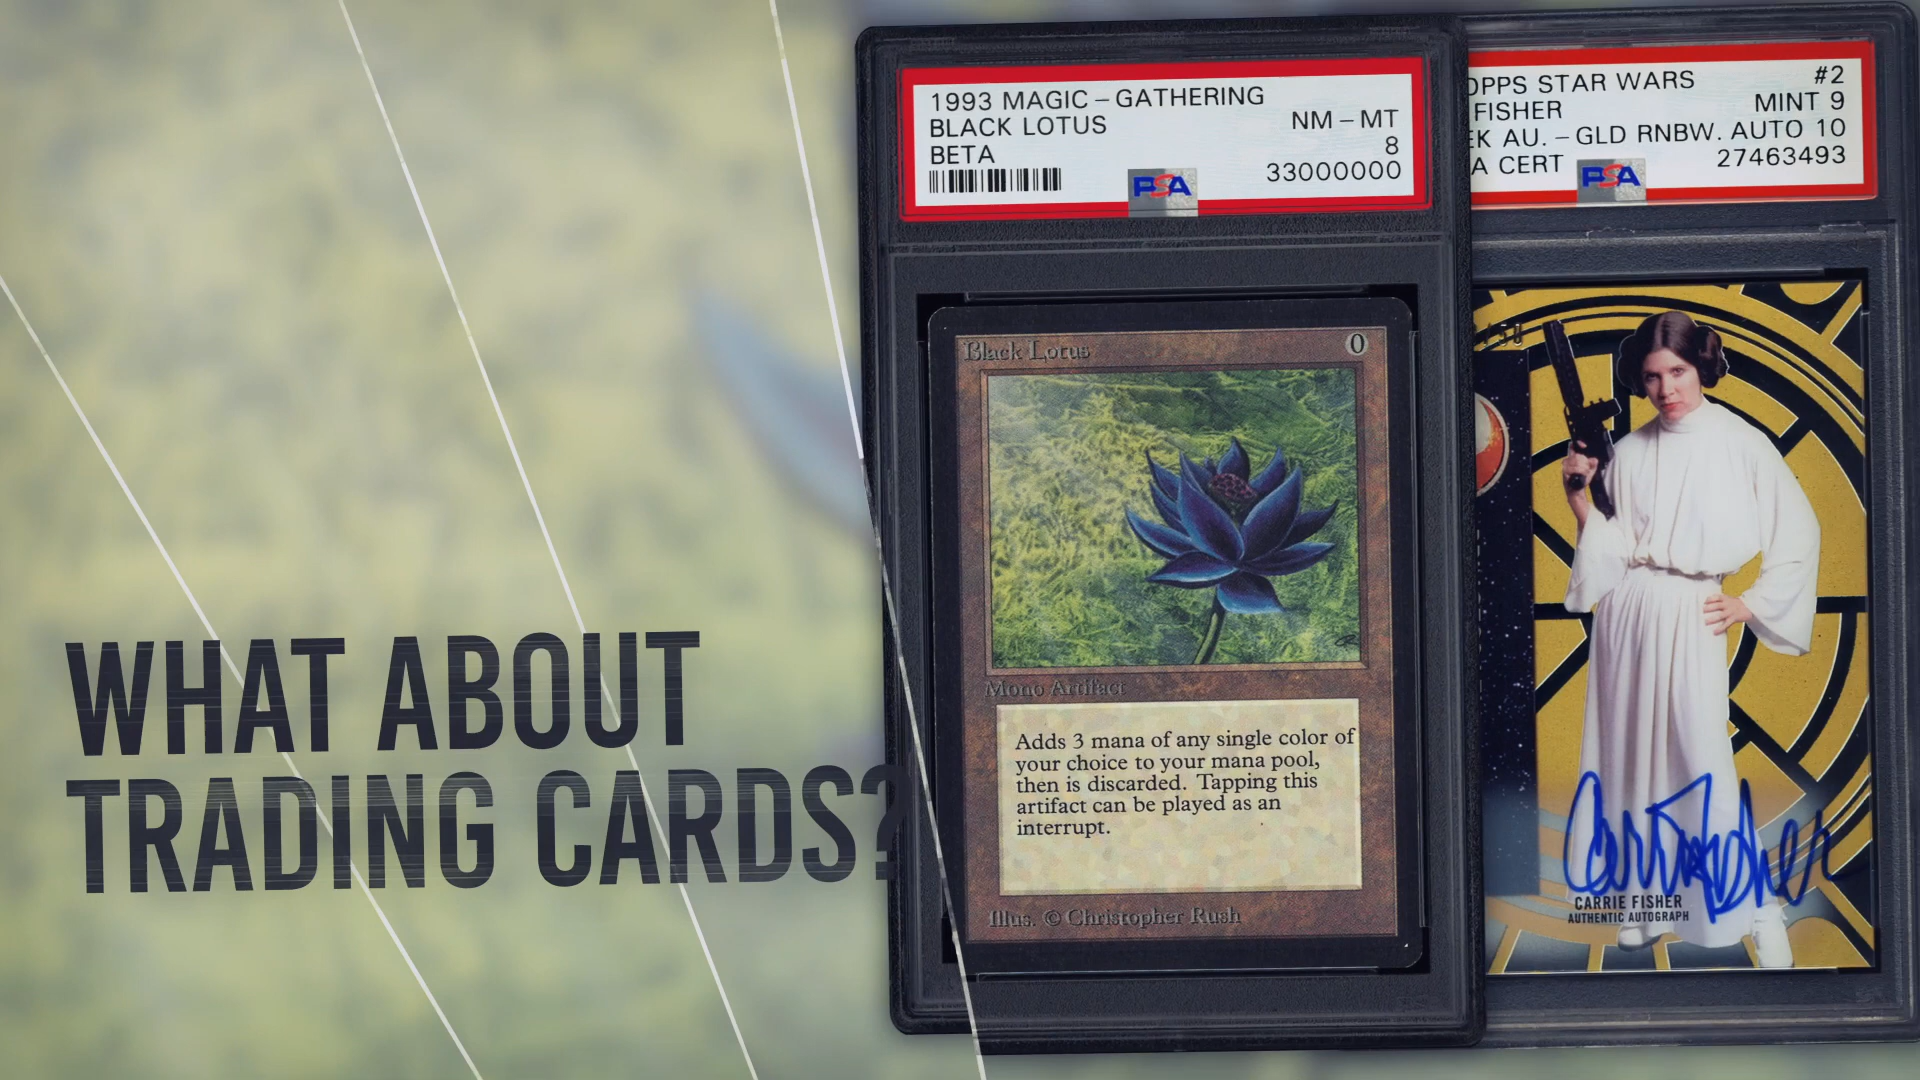 1993 MAGIC – GATHERING
BLACK LOTUS
NM – MT
BETA
8
33000000
PSA
OPPS STAR WARS
#2
FISHER
MINT 9
EK AU. – GLD RNBW. AUTO 10
A CERT
27463493
PSA
Black Lotus
0
Mono Artifact
Adds 3 mana of any single color of
your choice to your mana pool,
then is discarded. Tapping this
artifact can be played as an
interrupt.
Illus. © Christopher Rush
/50
CARRIE FISHER
AUTHENTIC AUTOGRAPH
WHAT ABOUT
TRADING CARDS?